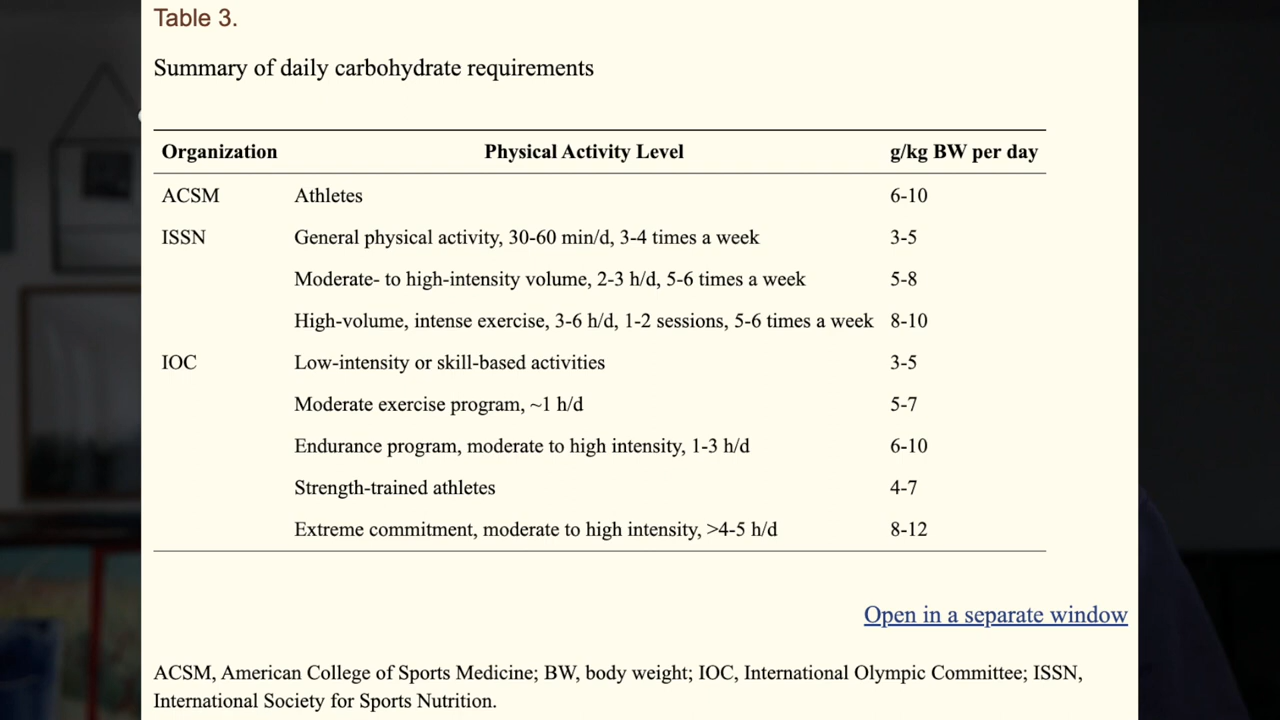 Table 3.
Summary of daily carbohydrate requirements
Organization Physical Activity Level g/kg BW per day
ACSM Athletes 6-10
ISSN General physical activity, 30-60 min/d, 3-4 times a week 3-5
Moderate- to high-intensity volume, 2-3 h/d, 5-6 times a week 5-8
High-volume, intense exercise, 3-6 h/d, 1-2 sessions, 5-6 times a week 8-10
IOC Low-intensity or skill-based activities 3-5
Moderate exercise program, ~1 h/d 5-7
Endurance program, moderate to high intensity, 1-3 h/d 6-10
Strength-trained athletes 4-7
Extreme commitment, moderate to high intensity, >4-5 h/d 8-12
Open in a separate window
ACSM, American College of Sports Medicine; BW, body weight; IOC, International Olympic Committee; ISSN,
International Society for Sports Nutrition.